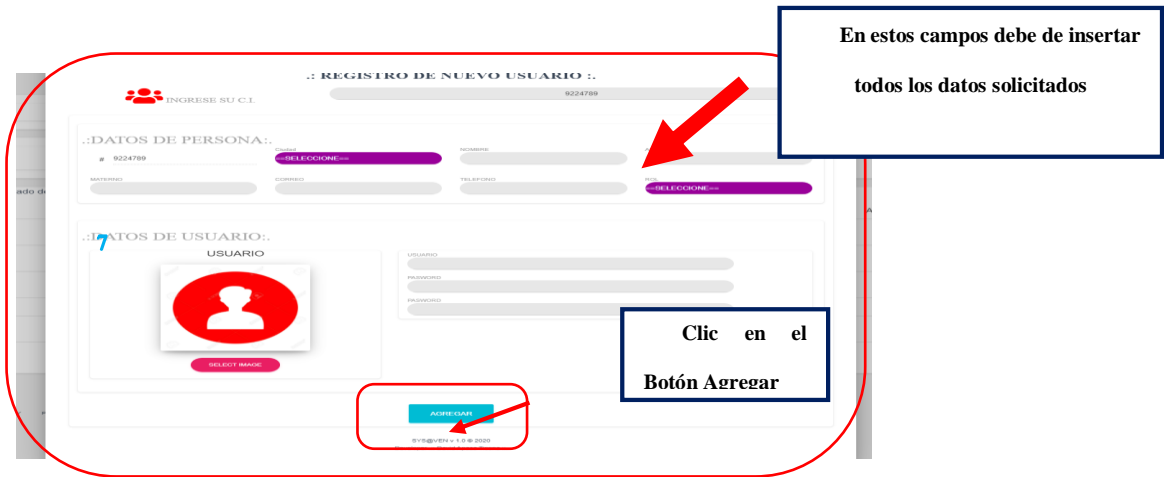 En estos campos debe de insertar
todos los datos solicitados
.: REGISTRO DE NUEVO USUARIO :.
INGRESE SU C.I.
9224789
.:DATOS DE PERSONA:.
# 9224789
Ciudad
==SELECCIONE==
NOMBRE
MATERNO
CORREO
TELEFONO
ROL
==SELECCIONE==
ado d
.:DATOS DE USUARIO:.
7
USUARIO
SELECT IMAGE
USUARIO
PASSWORD
PASSWORD
Clic en el
Botón Agregar
AGREGAR
SYS@VEN v 1.0 © 2020